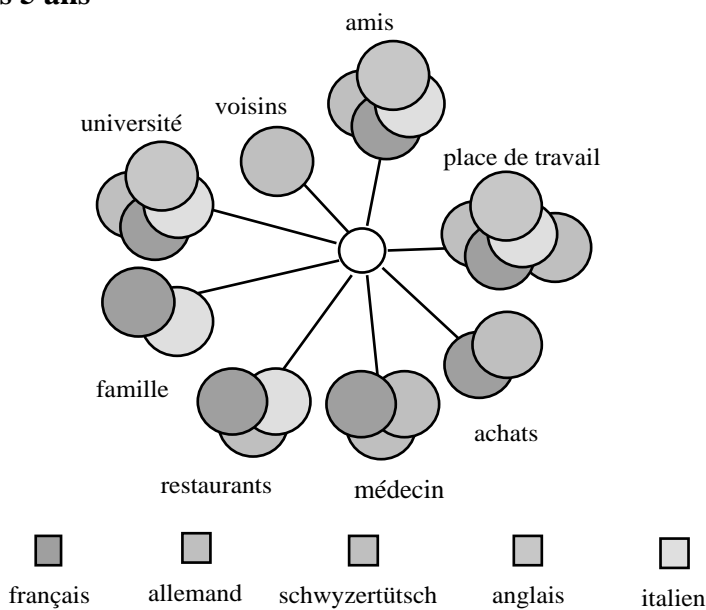 s 5 ans
amis
voisins
université
place de travail
famille
achats
restaurants
médecin
français
allemand
schwyzertütsch
anglais
italien